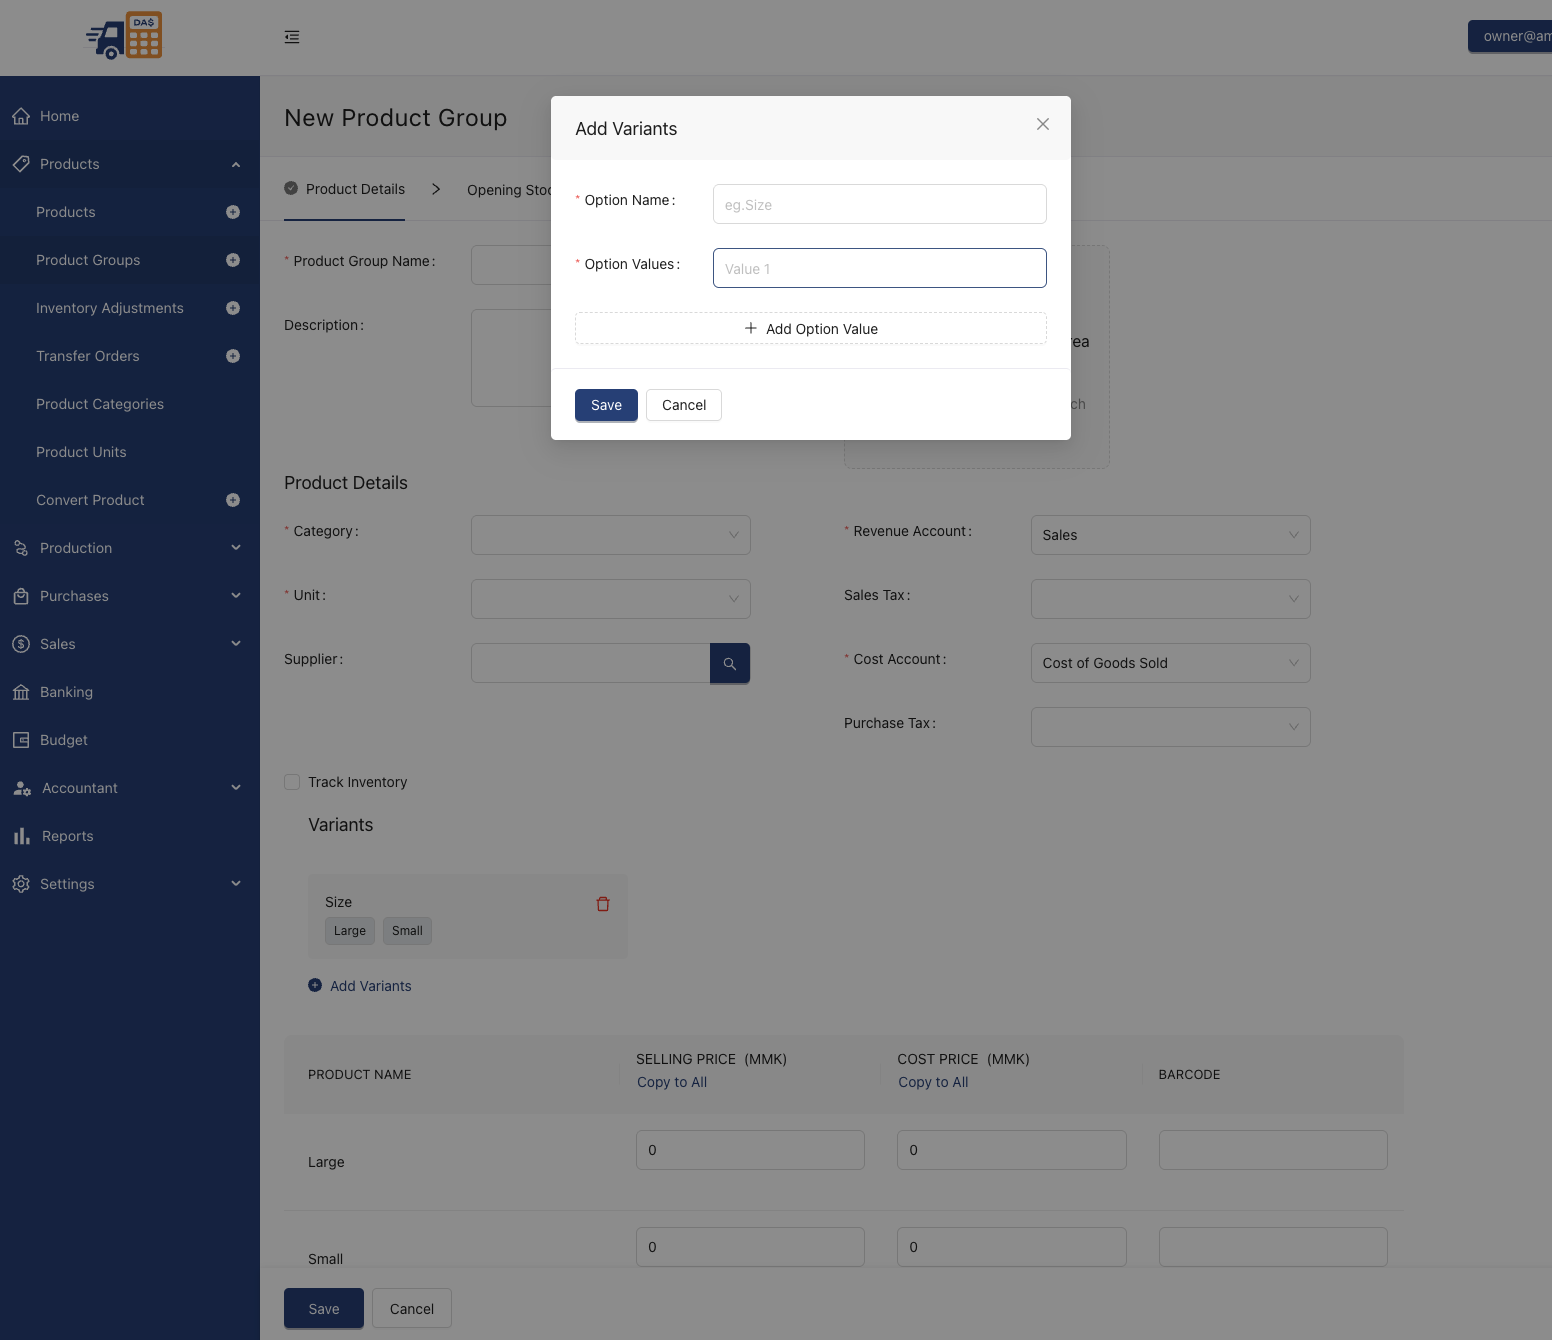 DA$
owner@am
Home
Products
Products
Product Groups
Inventory Adjustments
Transfer Orders
Product Categories
Product Units
Convert Product
Production
Purchases
Sales
Banking
Budget
Accountant
Reports
Settings
New Product Group
Product Details
Opening Stoc
* Product Group Name :
Description :
rea
ch
Add Variants
* Option Name :
eg.Size
* Option Values :
Value 1
Add Option Value
Save Cancel
Product Details
* Category :
* Unit :
Supplier :
* Revenue Account : Sales
Sales Tax :
* Cost Account : Cost of Goods Sold
Purchase Tax :
Track Inventory
Variants
Size
Large Small
Add Variants
PRODUCT NAME
SELLING PRICE (MMK)
Copy to All
COST PRICE (MMK)
Copy to All
BARCODE
Large 0 0
Small 0 0
Save Cancel